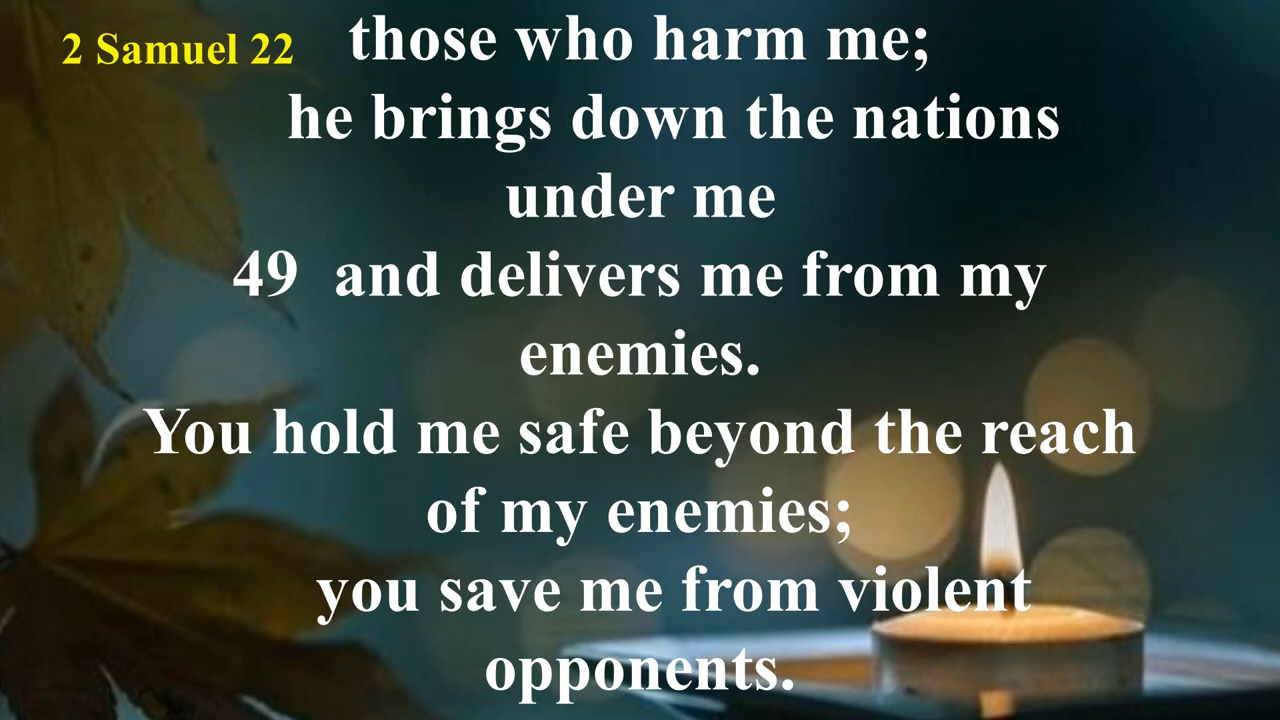 2 Samuel 22
those who harm me;
he brings down the nations
under me
49 and delivers me from my
enemies.
You hold me safe beyond the reach
of my enemies;
you save me from violent
opponents.